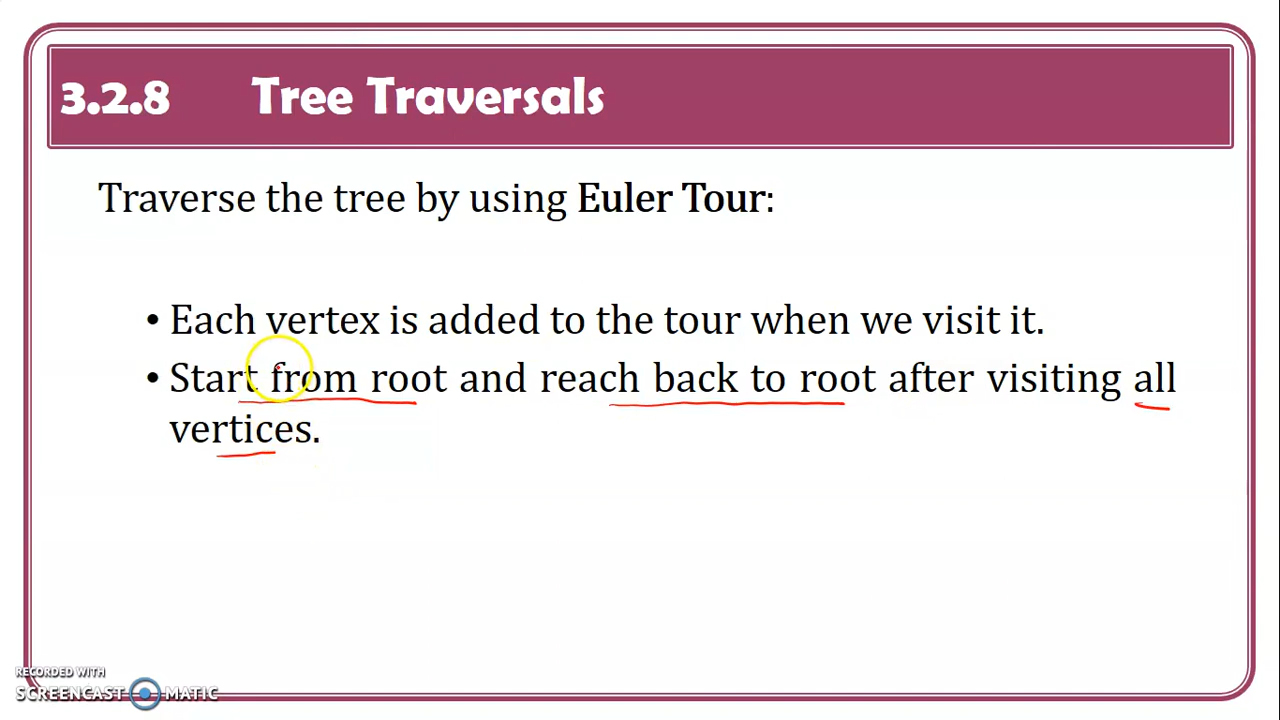 3.2.8 Tree Traversals
Traverse the tree by using Euler Tour:
• Each vertex is added to the tour when we visit it.
• Start from root and reach back to root after visiting all
vertices.
RECORDED WITH
SCREENCAST MATIC